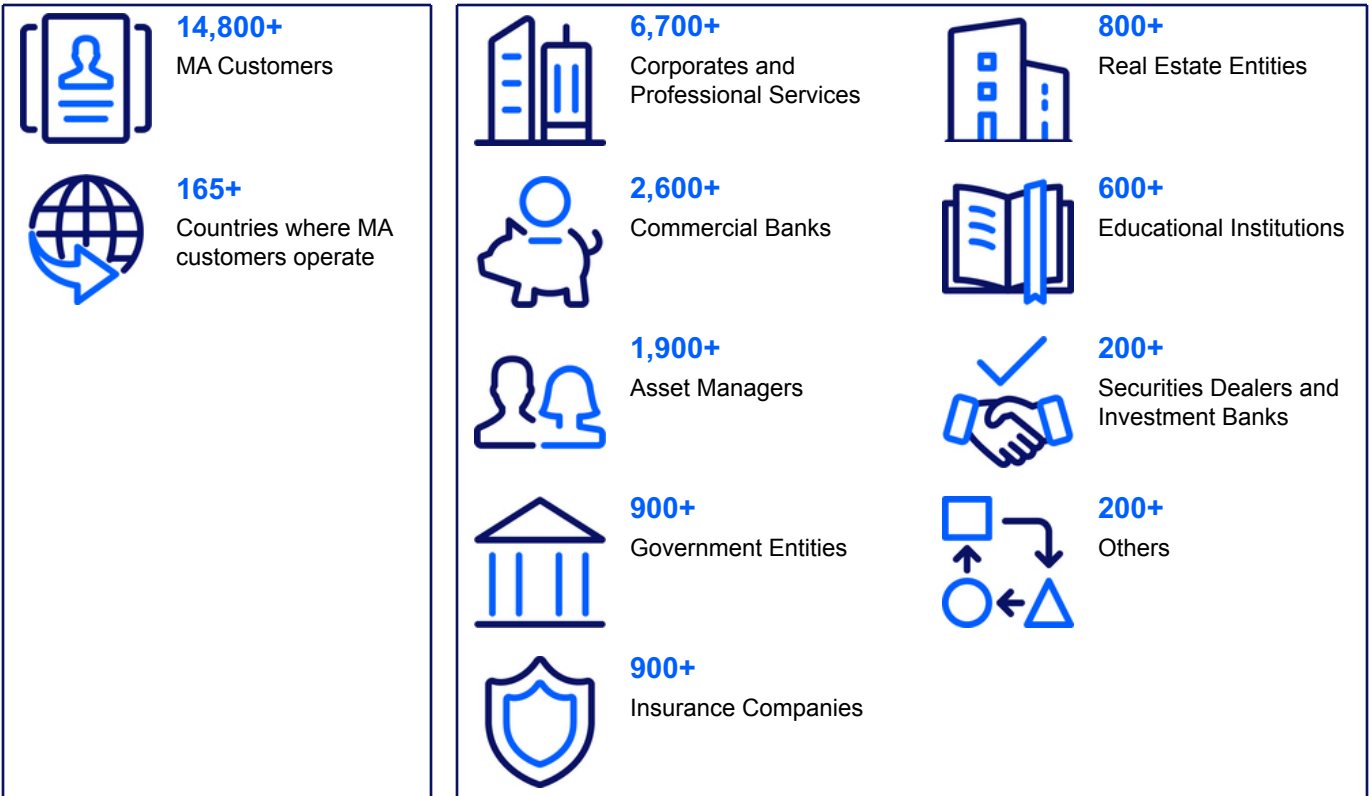 14,800+
MA Customers
165+
Countries where MA
customers operate
6,700+
Corporates and
Professional Services
2,600+
Commercial Banks
1,900+
Asset Managers
900+
Government Entities
900+
Insurance Companies
800+
Real Estate Entities
600+
Educational Institutions
200+
Securities Dealers and
Investment Banks
200+
Others